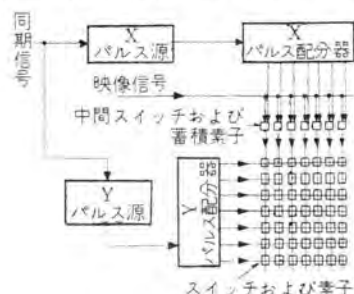 同期信号
X
パルス源
X
パルス配分器
映像信号
中間スイッチおよび
蓄積素子
Y
パルス源
Y
パルス配分器
スイッチおよび素子